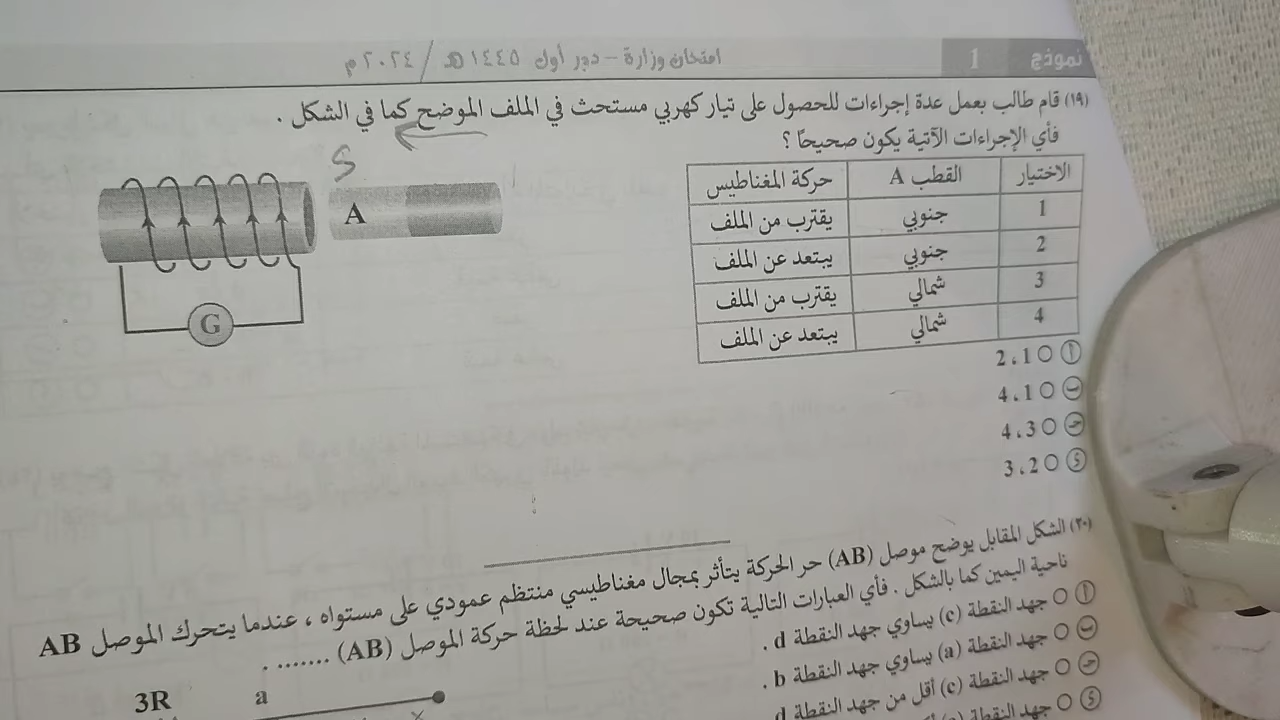 نموذج 1 امتحان وزارة - دور أول ١٤٤٥ هـ / ٢٠٢٤ م
(١٩) قام طالب بعمل عدة إجراءات للحصول على تيار كهربي مستحث في الملف الموضح كما في الشكل .
فأي الإجراءات الآتية يكون صحيحًا ؟
S
A
G
الاختيار القطب A حركة المغناطيس
1 جنوبي يقترب من الملف
2 جنوبي يبتعد عن الملف
3 شمالي يقترب من الملف
4 شمالي يبتعد عن الملف
أ 2،1
ب 4،1
ج 4،3
د 3،2
(٢٠) الشكل المقابل يوضح موصل (AB) حر الحركة يتأثر بمجال مغناطيسي منتظم عمودي على مستواه ، عندما يتحرك الموصل AB
ناحية اليمين كما بالشكل . فأي العبارات التالية تكون صحيحة عند لحظة حركة الموصل (AB) ....... .
أ جهد النقطة (c) يساوي جهد النقطة d .
ب جهد النقطة (a) يساوي جهد النقطة b .
ج جهد النقطة (c) أقل من جهد النقطة d
3R a